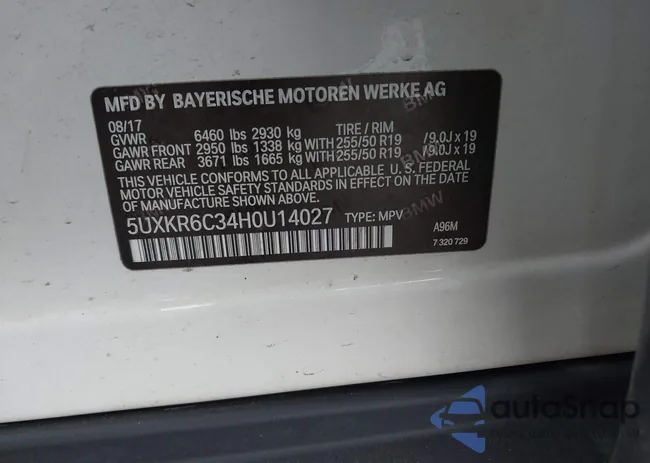 MFD BY BAYERISCHE MOTOREN WERKE AG
08/17
GVWR 6460 lbs 2930 kg TIRE / RIM
GAWR FRONT 2950 lbs 1338 kg WITH 255/50 R19 /9.0J x 19
GAWR REAR 3671 lbs 1665 kg WITH 255/50 R19 /9.0J x 19
THIS VEHICLE CONFORMS TO ALL APPLICABLE U.S. FEDERAL
MOTOR VEHICLE SAFETY STANDARDS IN EFFECT ON THE DATE
OF MANUFACTURE SHOWN ABOVE.
5UXKR6C34H0U14027 TYPE: MPV A96M
7 320 729
BMW
autoSnap